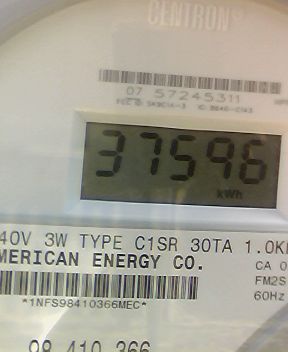 CENTRON
07 57245311
37596
kWh
40V 3W TYPE C1SR 30TA 1.0K
MERICAN ENERGY CO.
CA 0
FM2S
*1NFS98410366MEC*
60Hz
98 410 366